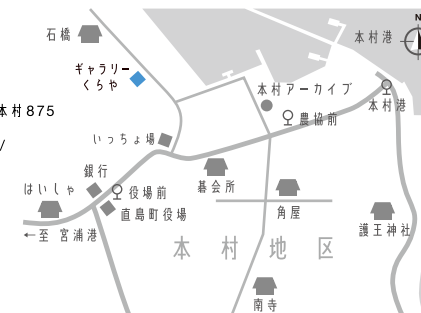 N
石橋
本村港
ギャラリー
くらや
本村アーカイブ
本村875
農協前
本村港
/
いっちょ場
銀行
碁会所
はいしゃ
役場前
直島町役場
角屋
護王神社
←至 宮浦港
本村地区
南寺